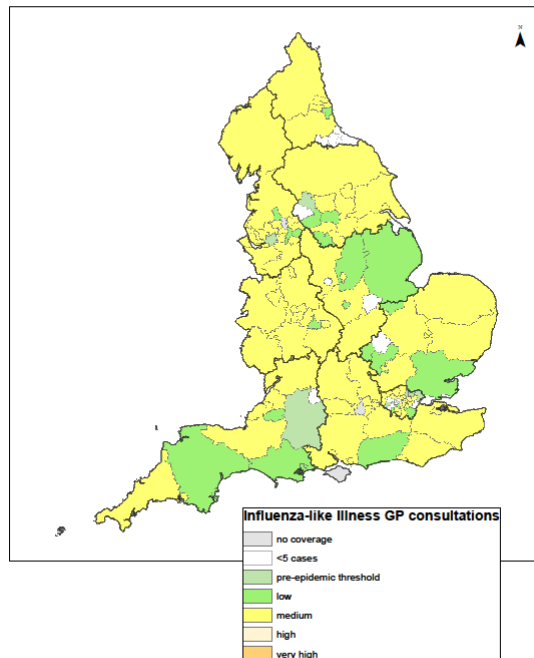 N
Influenza-like Illness GP consultations
no coverage
<5 cases
pre-epidemic threshold
low
medium
high
very high